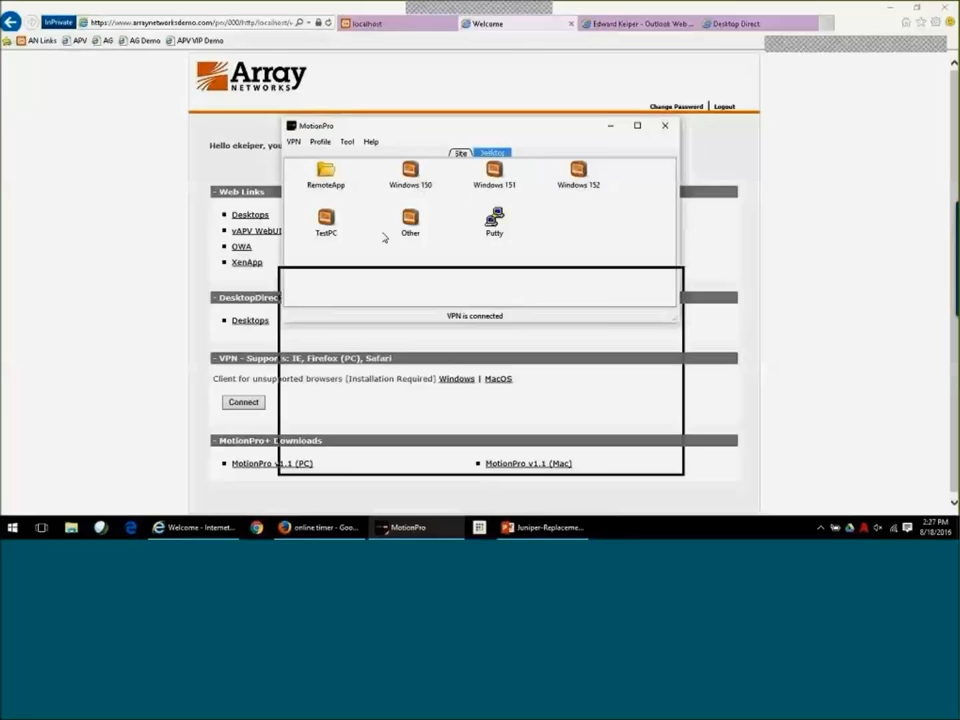 InPrivate
https://www.arraynetworksdemo.com/prx/000/http/localhost/
localhost
Welcome
Edward Keiper - Outlook Web ...
Desktop Direct
AN Links
APV
AG
AG Demo
APV VIP Demo
Array
NETWORKS
Change Password | Logout
Hello ekeiper, you
MotionPro
VPN Profile Tool Help
Site
Desktop
RemoteApp
Windows 150
Windows 151
Windows 152
TestPC
Other
Putty
VPN is connected
- Web Links
Desktops
vAPV WebUI
OWA
XenApp
- DesktopDirec
Desktops
- VPN - Supports: IE, Firefox (PC), Safari
Client for unsupported browsers [Installation Required] Windows | MacOS
Connect
- MotionPro+ Downloads
MotionPro v1.1 (PC)
MotionPro v1.1 (Mac)
Welcome - Internet...
online timer - Goo...
MotionPro
Juniper-Replaceme...
2:27 PM
8/18/2016